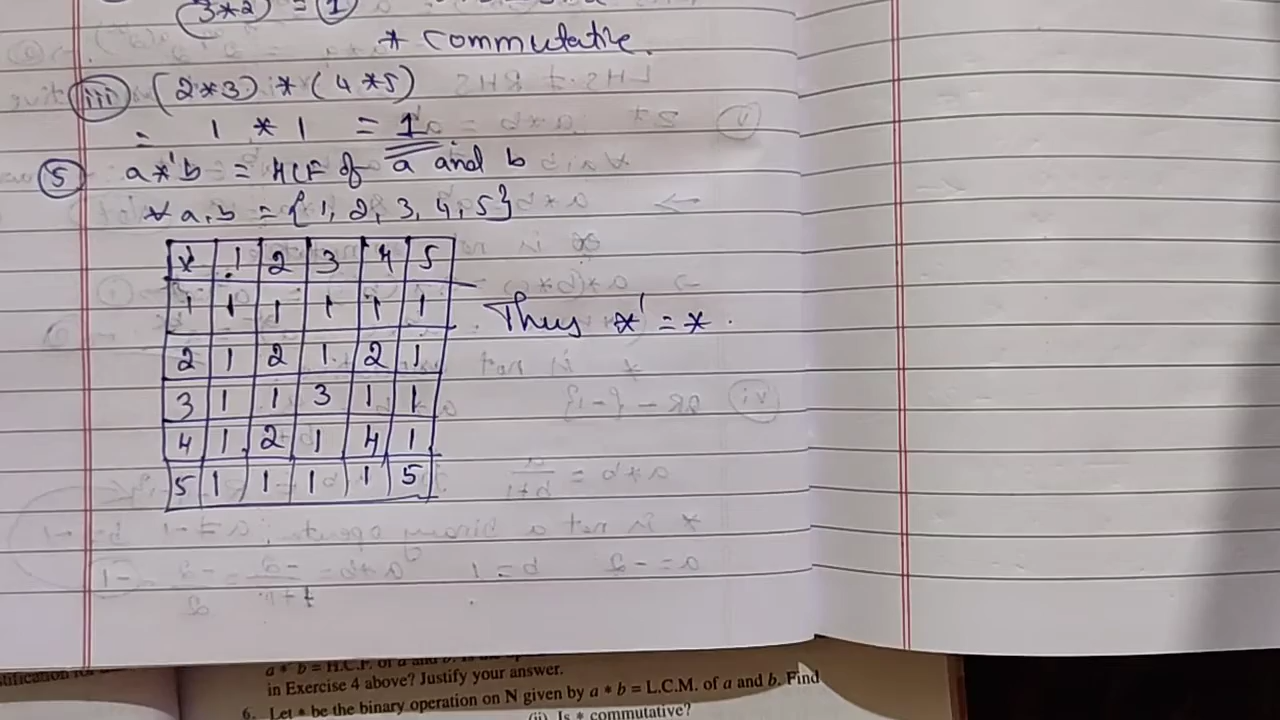 (3*2) = 1
* commutative.
iii (2*3) * (4*5)
= 1 * 1 = 1.
5 a*'b = HCF of a and b
∀ a,b = {1, 2, 3, 4, 5}
* 1 2 3 4 5
1 1 1 1 1 1
2 1 2 1 2 1
3 1 1 3 1 1
4 1 2 1 4 1
5 1 1 1 1 5
Thus *' = *.
a * b = H.C.F. of a and b.
in Exercise 4 above? Justify your answer.
6. Let * be the binary operation on N given by a * b = L.C.M. of a and b. Find
(ii) Is * commutative?